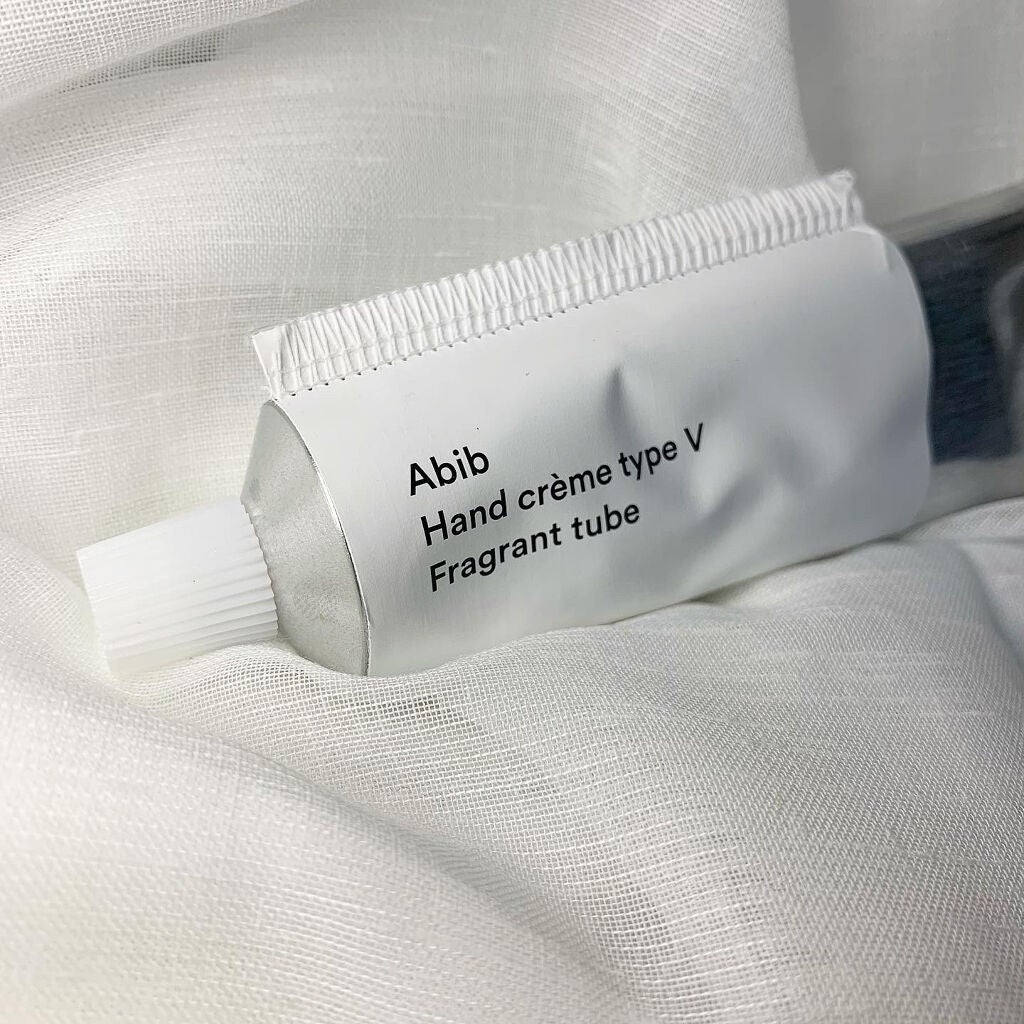 Abib
Hand crème type V
Fragrant tube